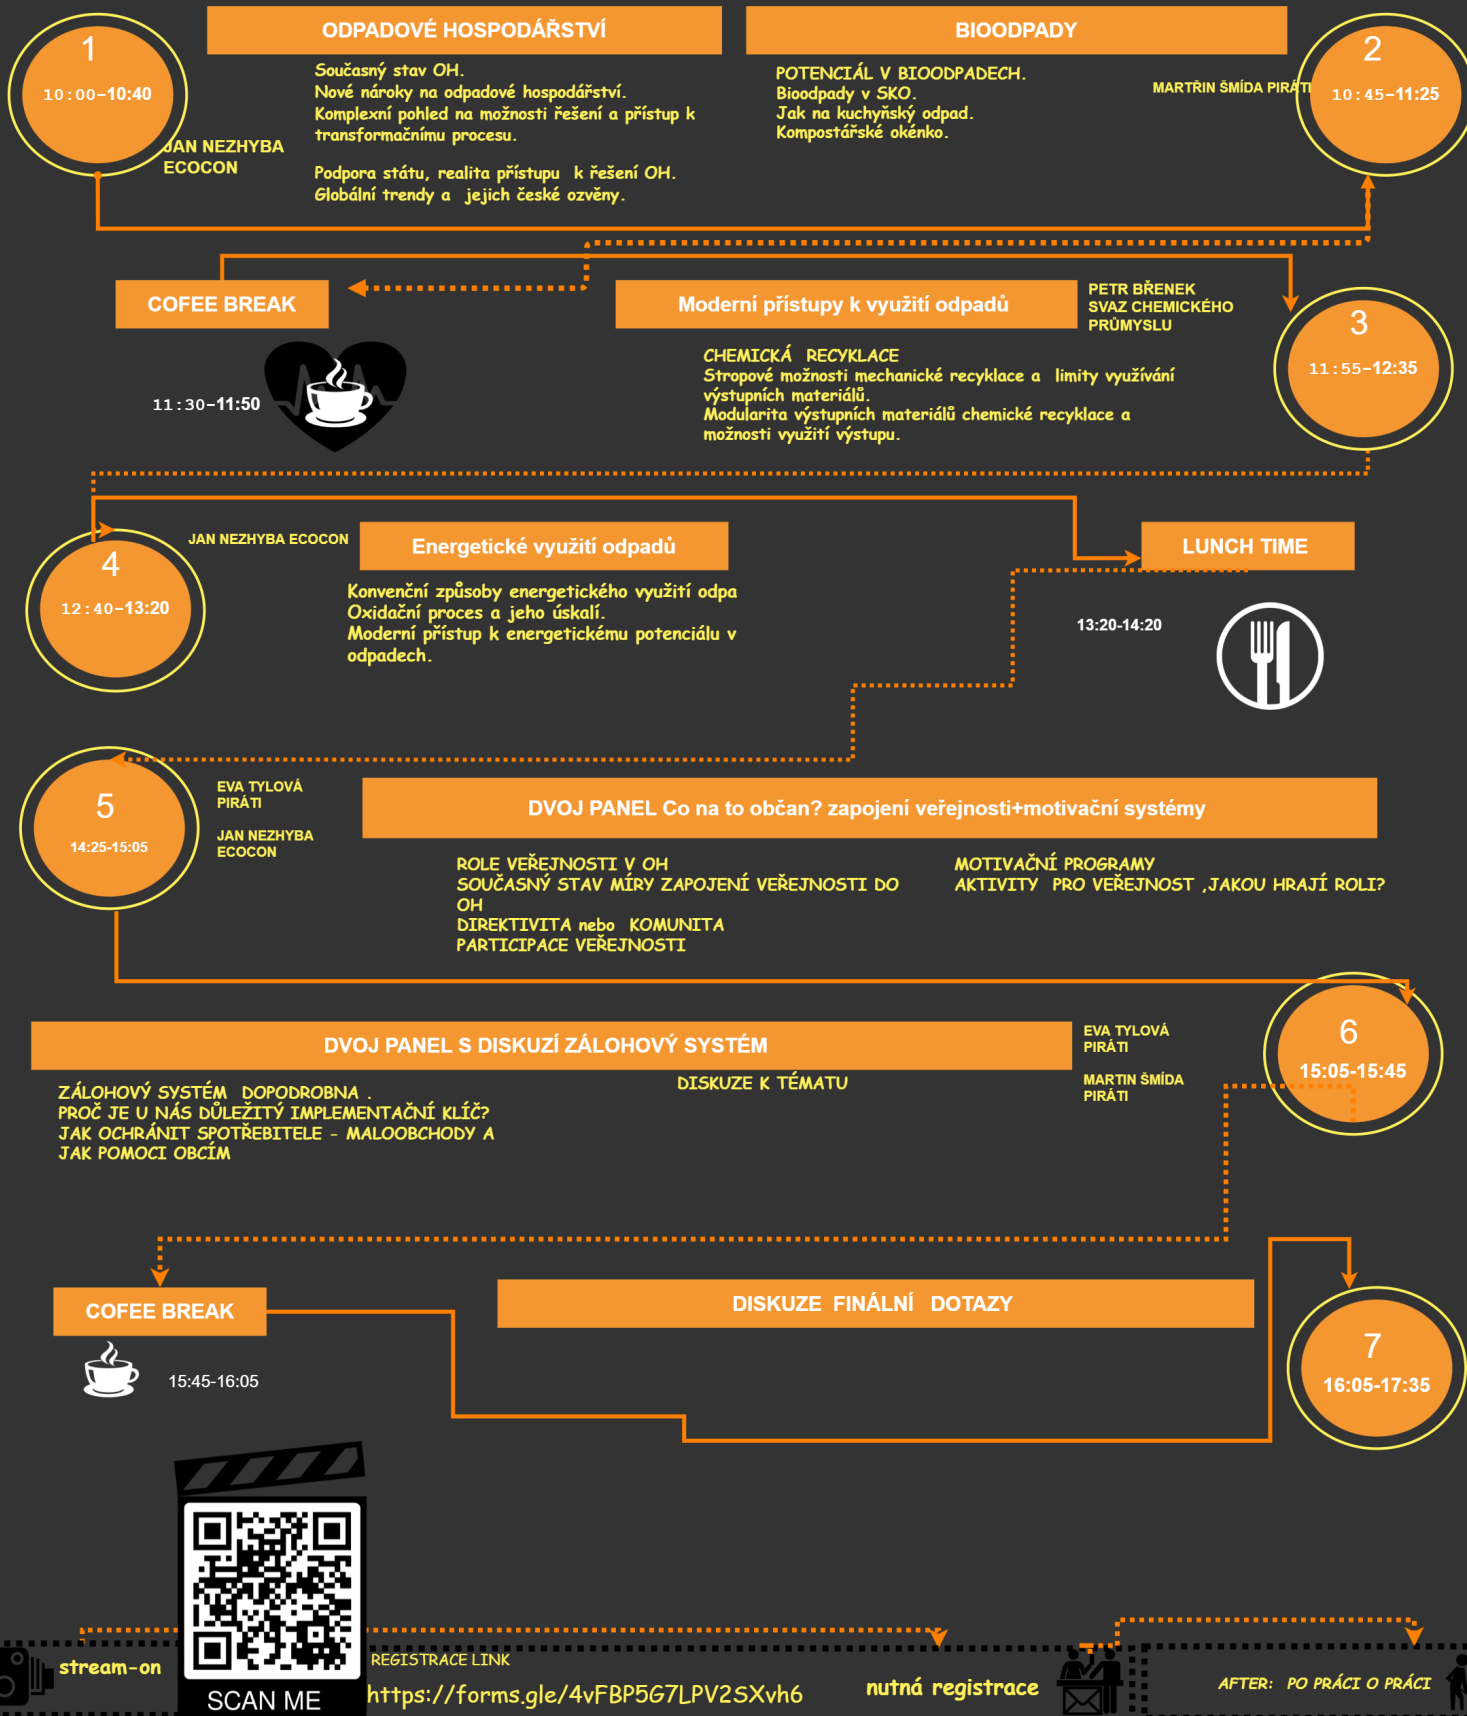 1
10:00-10:40
JAN NEZHYBA
ECOCON
ODPADOVÉ HOSPODÁŘSTVÍ
Současný stav OH.
Nové nároky na odpadové hospodářství.
Komplexní pohled na možnosti řešení a přístup k
transformačnímu procesu.
Podpora státu, realita přístupu k řešení OH.
Globální trendy a jejich české ozvěny.
BIOODPADY
POTENCIÁL V BIOODPADECH.
Bioodpady v SKO.
Jak na kuchyňský odpad.
Kompostářské okénko.
MARTŘIN ŠMÍDA PIRÁTI
2
10:45-11:25
COFEE BREAK
11:30-11:50
Moderní přístupy k využití odpadů
PETR BŘENEK
SVAZ CHEMICKÉHO
PRŮMYSLU
CHEMICKÁ RECYKLACE
Stropové možnosti mechanické recyklace a limity využívání
výstupních materiálů.
Modularita výstupních materiálů chemické recyklace a
možnosti využití výstupu.
3
11:55-12:35
4
12:40-13:20
JAN NEZHYBA ECOCON
Energetické využití odpadů
Konvenční způsoby energetického využití odpa
Oxidační proces a jeho úskalí.
Moderní přístup k energetickému potenciálu v
odpadech.
LUNCH TIME
13:20-14:20
5
14:25-15:05
EVA TYLOVÁ
PIRÁTI
JAN NEZHYBA
ECOCON
DVOJ PANEL Co na to občan? zapojení veřejnosti+motivační systémy
ROLE VEŘEJNOSTI V OH
SOUČASNÝ STAV MÍRY ZAPOJENÍ VEŘEJNOSTI DO
OH
DIREKTIVITA nebo KOMUNITA
PARTICIPACE VEŘEJNOSTI
MOTIVAČNÍ PROGRAMY
AKTIVITY PRO VEŘEJNOST ,JAKOU HRAJÍ ROLI?
DVOJ PANEL S DISKUZÍ ZÁLOHOVÝ SYSTÉM
ZÁLOHOVÝ SYSTÉM DOPODROBNA .
PROČ JE U NÁS DŮLEŽITÝ IMPLEMENTAČNÍ KLÍČ?
JAK OCHRÁNIT SPOTŘEBITELE - MALOOBCHODY A
JAK POMOCI OBCÍM
DISKUZE K TÉMATU
EVA TYLOVÁ
PIRÁTI
MARTIN ŠMÍDA
PIRÁTI
6
15:05-15:45
COFEE BREAK
15:45-16:05
DISKUZE FINÁLNÍ DOTAZY
7
16:05-17:35
stream-on
SCAN ME
REGISTRACE LINK
https://forms.gle/4vFBP5G7LPV2SXvh6
nutná registrace
AFTER: PO PRÁCI O PRÁCI